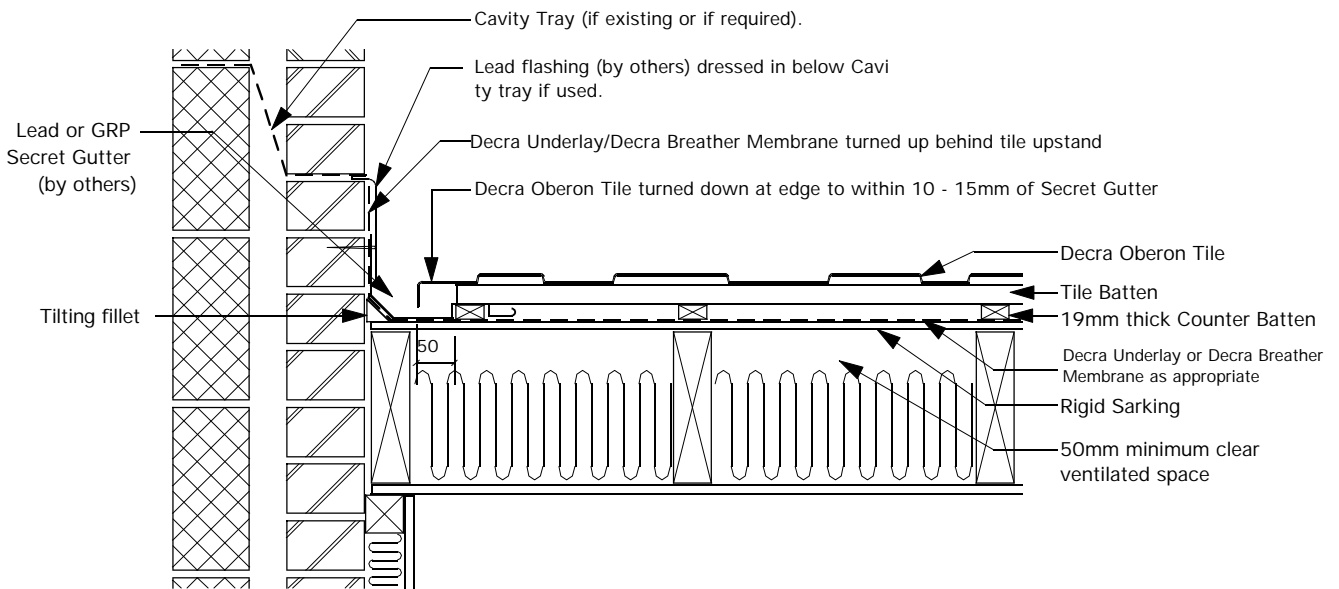 Cavity Tray (if existing or if required).
Lead flashing (by others) dressed in below Cavi
ty tray if used.
Lead or GRP
Secret Gutter
(by others)
Decra Underlay/Decra Breather Membrane turned up behind tile upstand
Decra Oberon Tile turned down at edge to within 10 - 15mm of Secret Gutter
Decra Oberon Tile
Tile Batten
Tilting fillet
19mm thick Counter Batten
50
Decra Underlay or Decra Breather
Membrane as appropriate
Rigid Sarking
50mm minimum clear
ventilated space